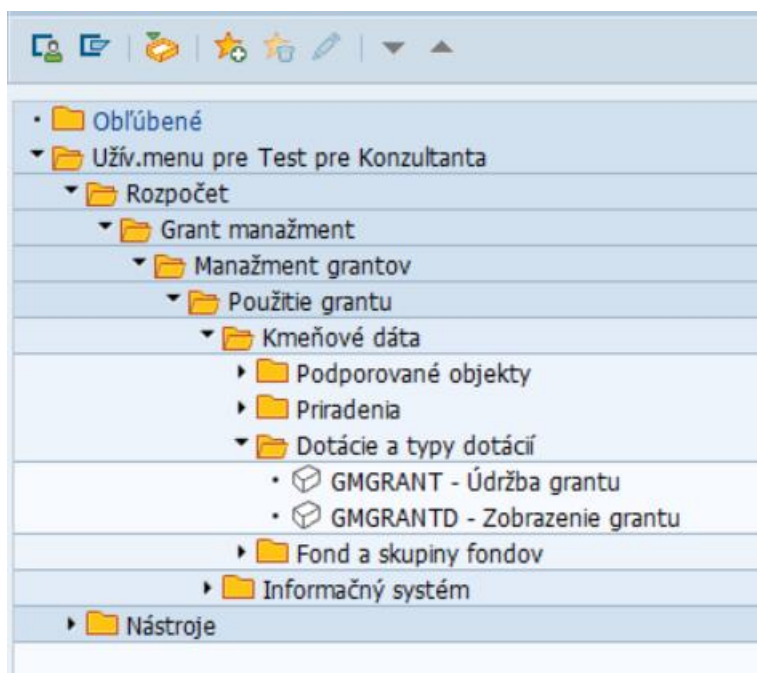 Obľúbené
Užív.menu pre Test pre Konzultanta
Rozpočet
Grant manažment
Manažment grantov
Použitie grantu
Kmeňové dáta
Podporované objekty
Priradenia
Dotácie a typy dotácií
GMGRANT - Údržba grantu
GMGRANTD - Zobrazenie grantu
Fond a skupiny fondov
Informačný systém
Nástroje